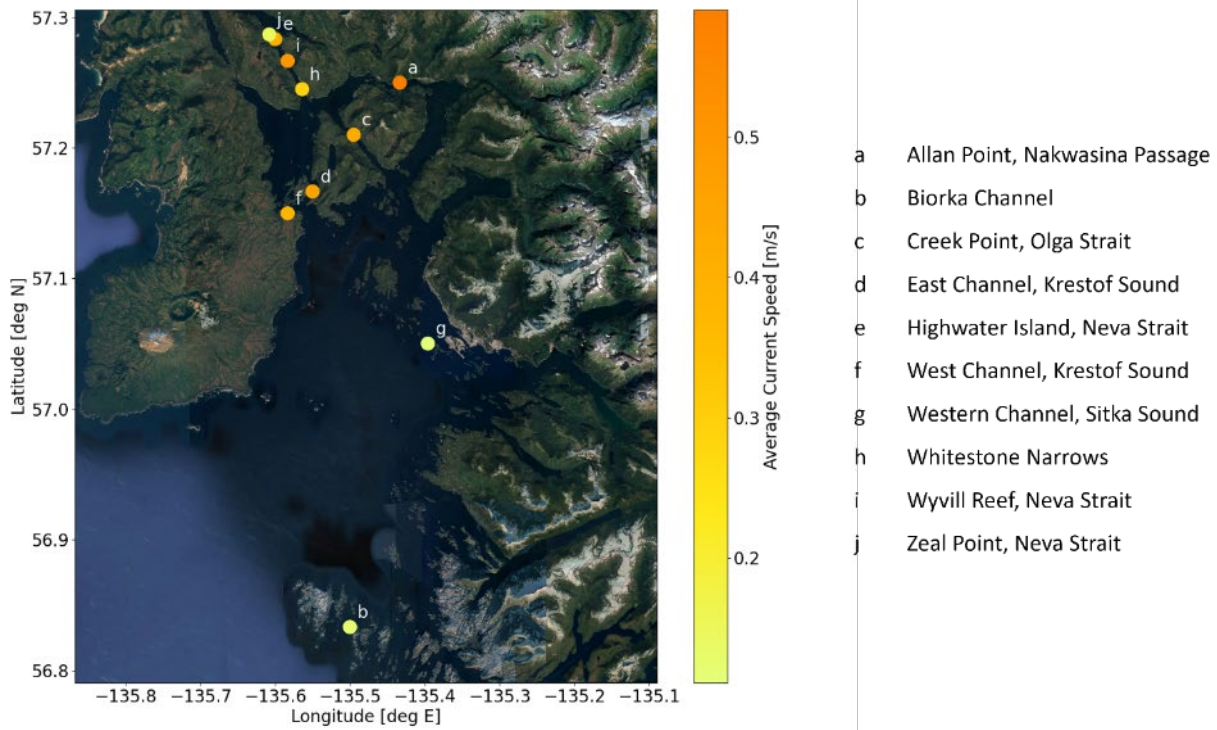 57.3
57.2
57.1
57.0
56.9
56.8
Latitude [deg N]
−135.8 −135.7 −135.6 −135.5 −135.4 −135.3 −135.2 −135.1
Longitude [deg E]
j e
i
h
a
c
d
f
g
b
0.5
0.4
0.3
0.2
Average Current Speed [m/s]
a Allan Point, Nakwasina Passage
b Biorka Channel
c Creek Point, Olga Strait
d East Channel, Krestof Sound
e Highwater Island, Neva Strait
f West Channel, Krestof Sound
g Western Channel, Sitka Sound
h Whitestone Narrows
i Wyvill Reef, Neva Strait
j Zeal Point, Neva Strait